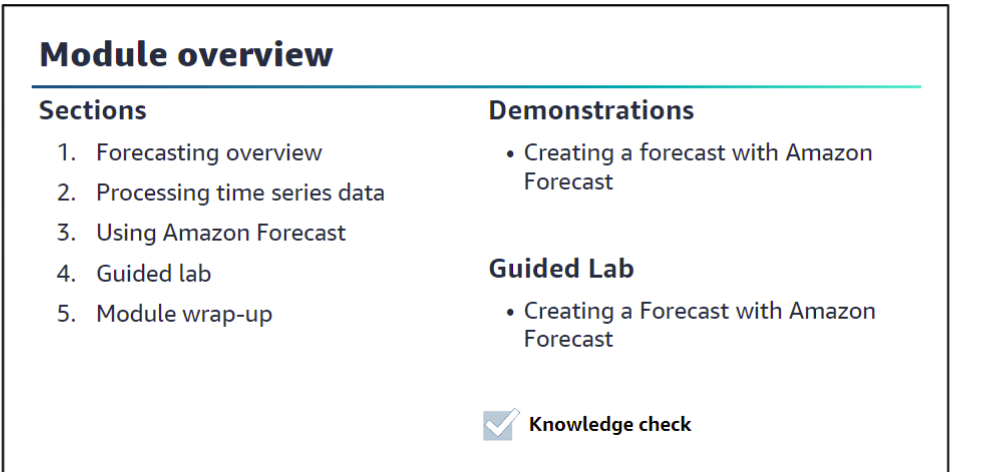 Module overview
Sections
1. Forecasting overview
2. Processing time series data
3. Using Amazon Forecast
4. Guided lab
5. Module wrap-up
Demonstrations
• Creating a forecast with Amazon
Forecast
Guided Lab
• Creating a Forecast with Amazon
Forecast
Knowledge check